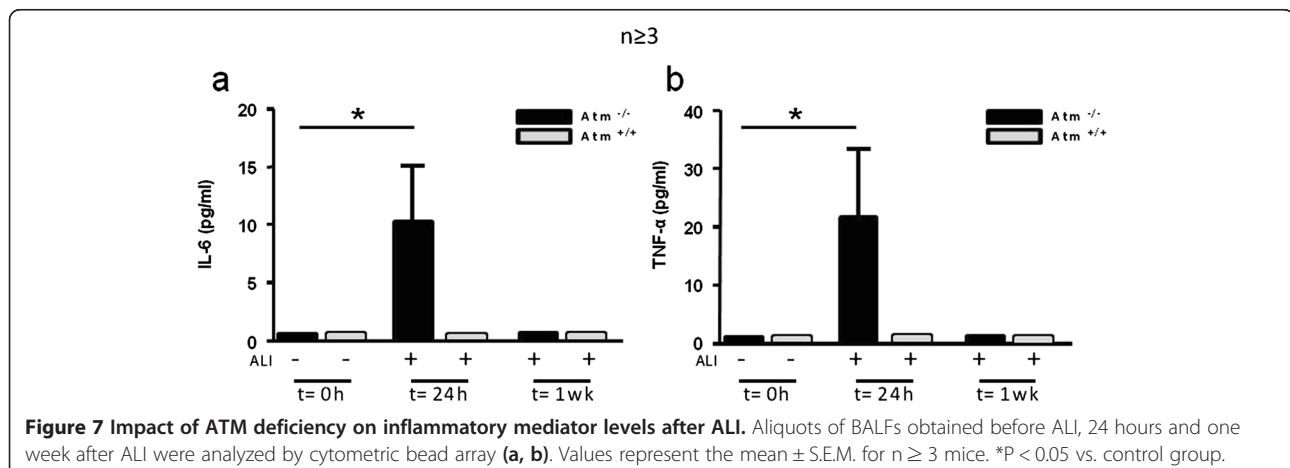 n≥3
a
*
Atm -/-
Atm +/+
20
15
10
5
0
IL-6 (pg/ml)
ALI - - + + + +
t= 0h t= 24h t= 1wk
b
*
Atm -/-
Atm +/+
40
30
20
10
0
TNF-α (pg/ml)
ALI - - + + + +
t= 0h t= 24h t= 1wk
Figure 7 Impact of ATM deficiency on inflammatory mediator levels after ALI. Aliquots of BALFs obtained before ALI, 24 hours and one
week after ALI were analyzed by cytometric bead array (a, b). Values represent the mean ± S.E.M. for n ≥ 3 mice. *P < 0.05 vs. control group.